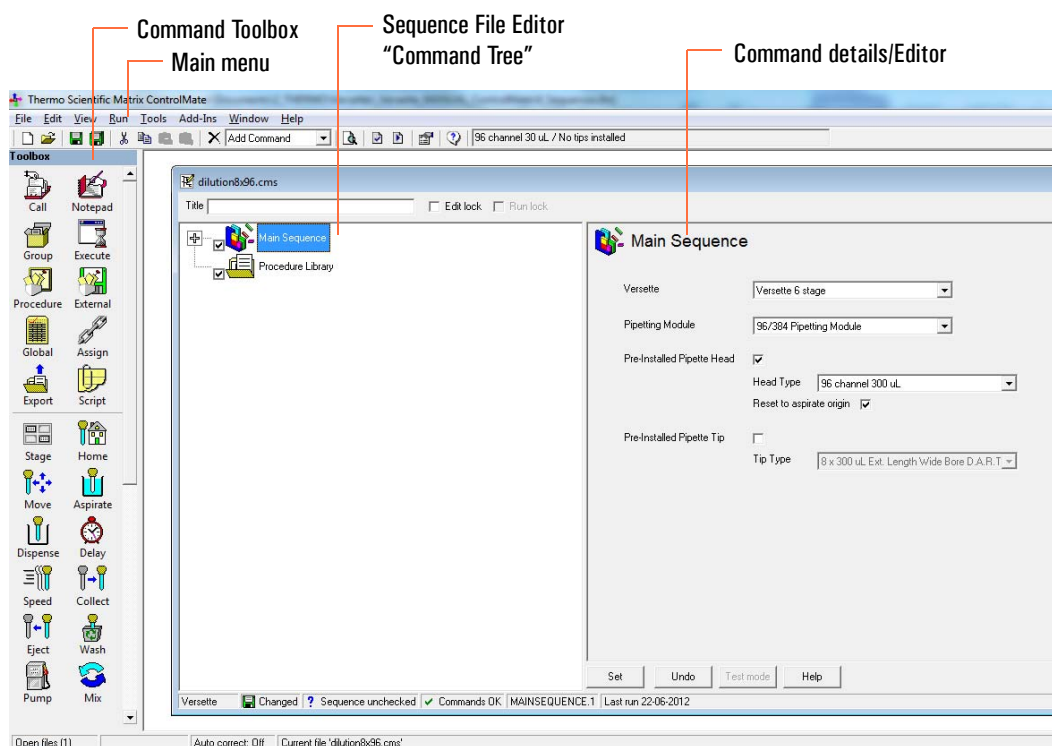 Command Toolbox
Main menu
Sequence File Editor
“Command Tree”
Command details/Editor
Thermo Scientific Matrix ControlMate
File Edit View Run Tools Add-Ins Window Help
Add Command
96 channel 30 uL / No tips installed
Toolbox
Call Notepad
Group Execute
Procedure External
Global Assign
Export Script
Stage Home
Move Aspirate
Dispense Delay
Speed Collect
Eject Wash
Pump Mix
dilution8x96.cms
Title Edit lock Run lock
Main Sequence
Procedure Library
Main Sequence
Versette Versette 6 stage
Pipetting Module 96/384 Pipetting Module
Pre-Installed Pipette Head
Head Type 96 channel 300 uL
Reset to aspirate origin
Pre-Installed Pipette Tip
Tip Type 8 x 300 uL Ext. Length Wide Bore D.A.R.T
Set Undo Test mode Help
Versette Changed ? Sequence unchecked Commands OK MAINSEQUENCE.1 Last run 22-06-2012
Open files (1) Auto correct: Off Current file 'dilution8x96.cms'